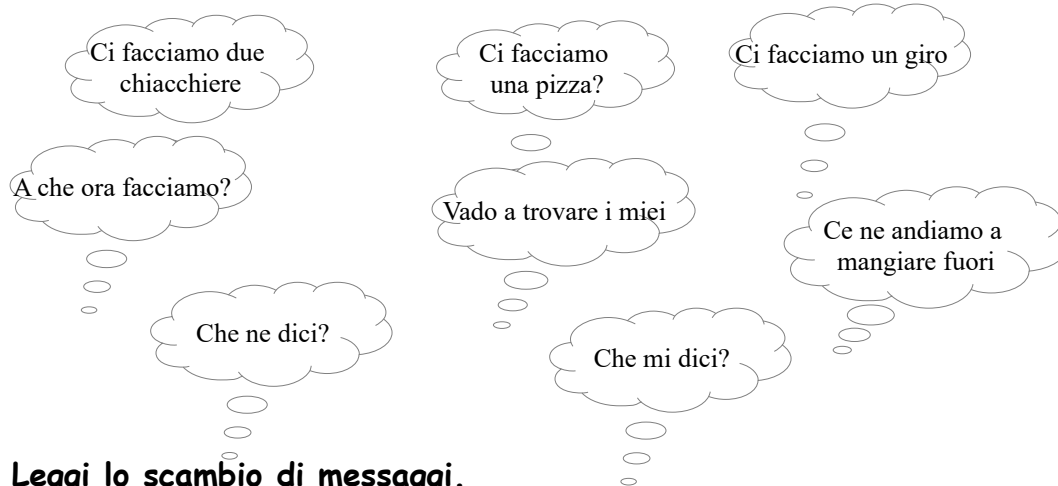 Ci facciamo due
chiacchiere
Ci facciamo
una pizza?
Ci facciamo un giro
A che ora facciamo?
Vado a trovare i miei
Ce ne andiamo a
mangiare fuori
Che ne dici?
Che mi dici?
Leggi lo scambio di messaggi.